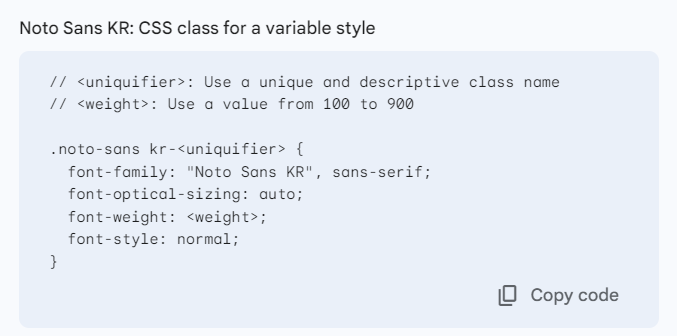 Noto Sans KR: CSS class for a variable style
// <uniquifier>: Use a unique and descriptive class name
// <weight>: Use a value from 100 to 900
.noto-sans kr-<uniquifier> {
font-family: "Noto Sans KR", sans-serif;
font-optical-sizing: auto;
font-weight: <weight>;
font-style: normal;
}
Copy code